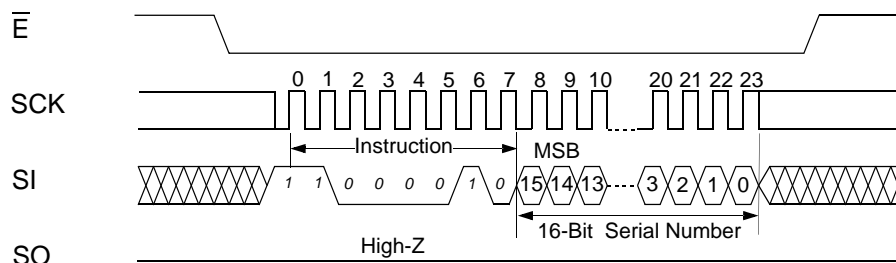 E
0 1 2 3 4 5 6 7 8 9 10 20 21 22 23
SCK
Instruction
MSB
SI
1 1 0 0 0 0 1 0 15 14 13 3 2 1 0
16-Bit Serial Number
High-Z
SO